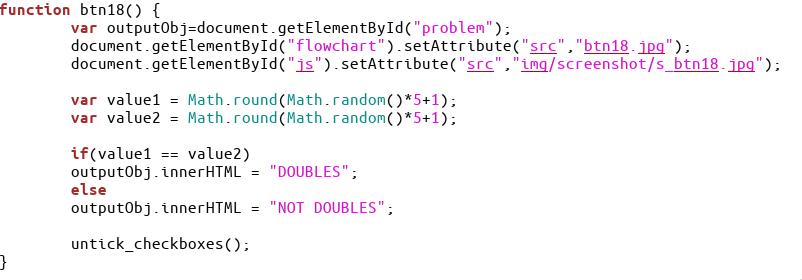 function btn18() {
var outputObj=document.getElementById("problem");
document.getElementById("flowchart").setAttribute("src","btn18.jpg");
document.getElementById("js").setAttribute("src","img/screenshot/s_btn18.jpg");
var value1 = Math.round(Math.random()*5+1);
var value2 = Math.round(Math.random()*5+1);
if(value1 == value2)
outputObj.innerHTML = "DOUBLES";
else
outputObj.innerHTML = "NOT DOUBLES";
untick_checkboxes();
}